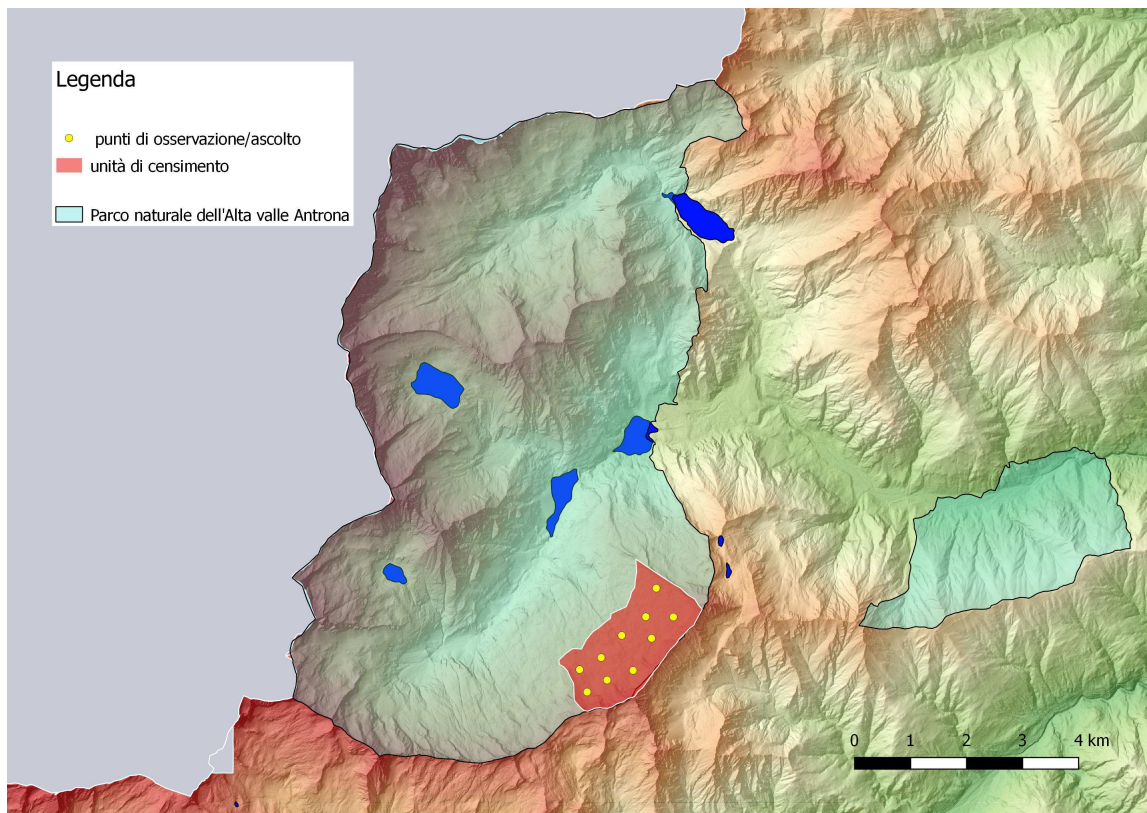 Legenda
punti di osservazione/ascolto
unità di censimento
Parco naturale dell'Alta valle Antrona
0 1 2 3 4 km